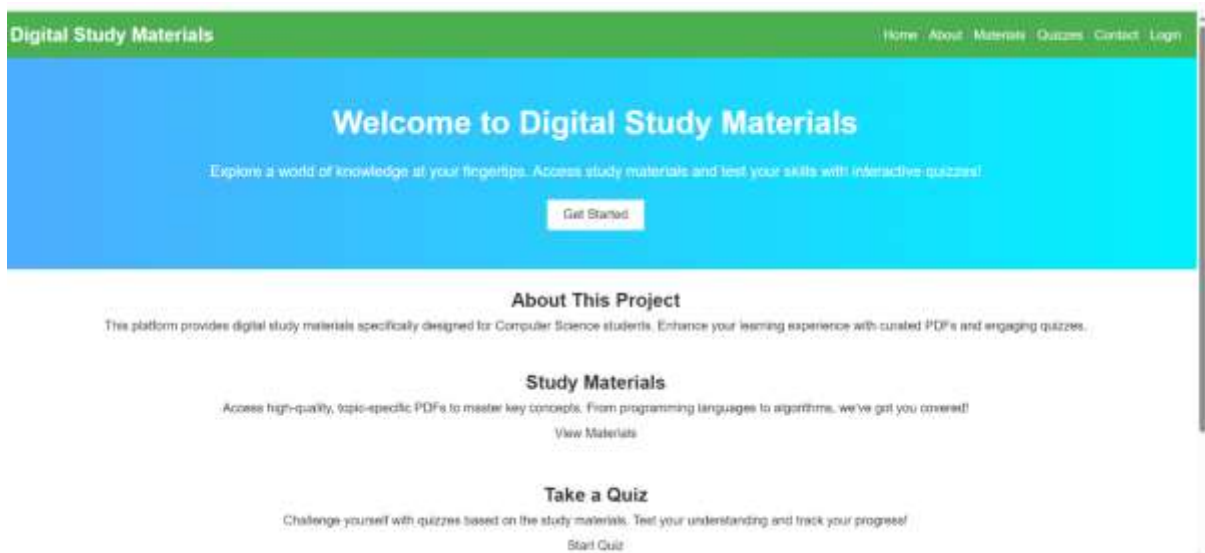 Digital Study Materials
Home About Materials Quizzes Contact Login
Welcome to Digital Study Materials
Explore a world of knowledge at your fingertips. Access study materials and test your skills with interactive quizzes!
Get Started
About This Project
This platform provides digital study materials specifically designed for Computer Science students. Enhance your learning experience with curated PDFs and engaging quizzes.
Study Materials
Access high-quality, topic-specific PDFs to master key concepts. From programming languages to algorithms, we've got you covered!
View Materials
Take a Quiz
Challenge yourself with quizzes based on the study materials. Test your understanding and track your progress!
Start Quiz